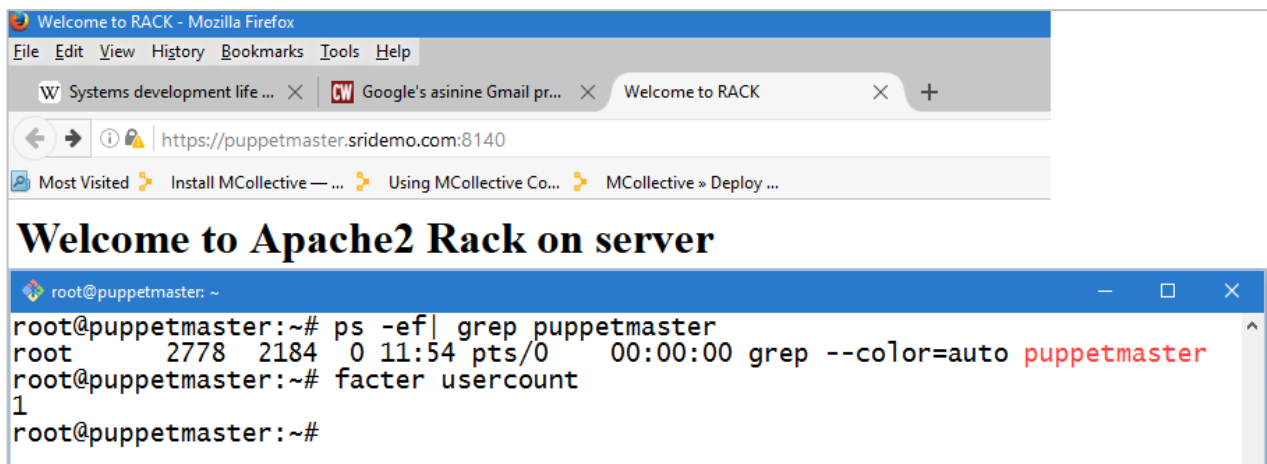 Welcome to RACK - Mozilla Firefox
File Edit View History Bookmarks Tools Help
W Systems development life ... CW Google's asinine Gmail pr... Welcome to RACK
https://puppetmaster.sridemo.com:8140
Most Visited Install MCollective — ... Using MCollective Co... MCollective » Deploy ...
Welcome to Apache2 Rack on server
root@puppetmaster: ~
root@puppetmaster:~# ps -ef| grep puppetmaster
root 2778 2184 0 11:54 pts/0 00:00:00 grep --color=auto puppetmaster
root@puppetmaster:~# facter usercount
1
root@puppetmaster:~#